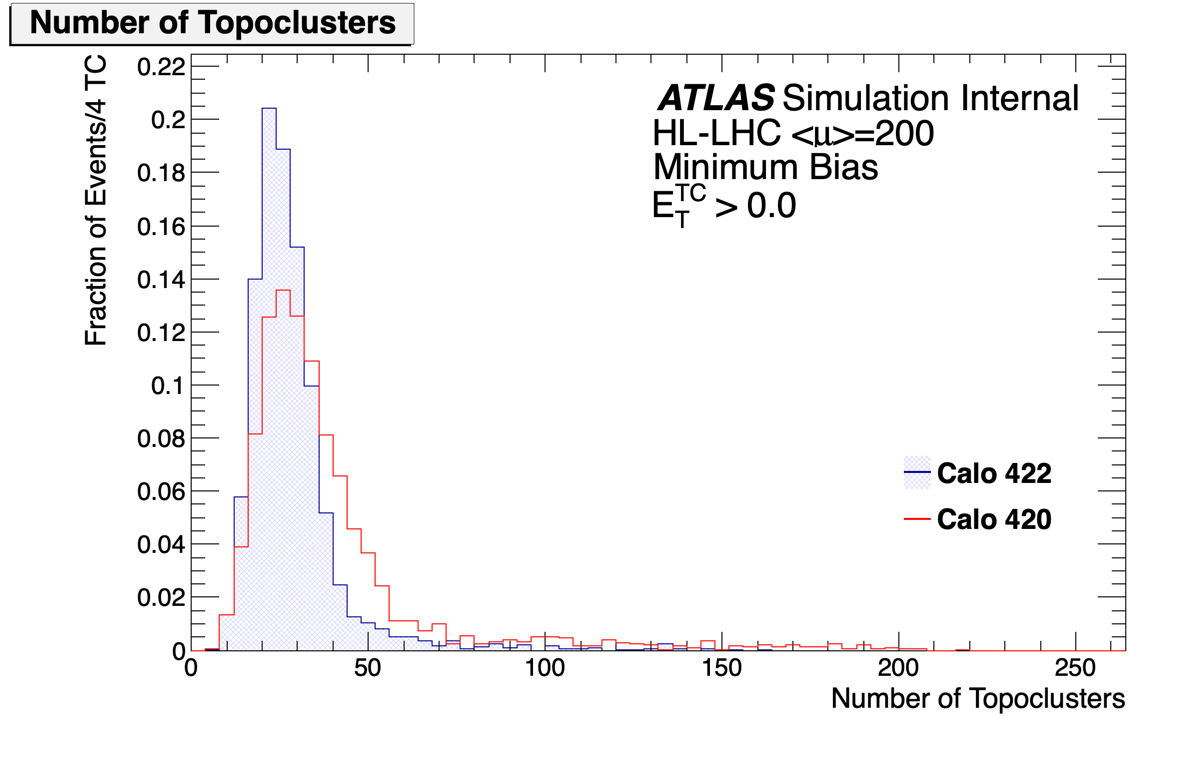 Number of Topoclusters
Fraction of Events/4 TC
0.22
0.2
0.18
0.16
0.14
0.12
0.1
0.08
0.06
0.04
0.02
0
ATLAS Simulation Internal
HL-LHC <μ>=200
Minimum Bias
E_T^TC > 0.0
Calo 422
Calo 420
0 50 100 150 200 250
Number of Topoclusters